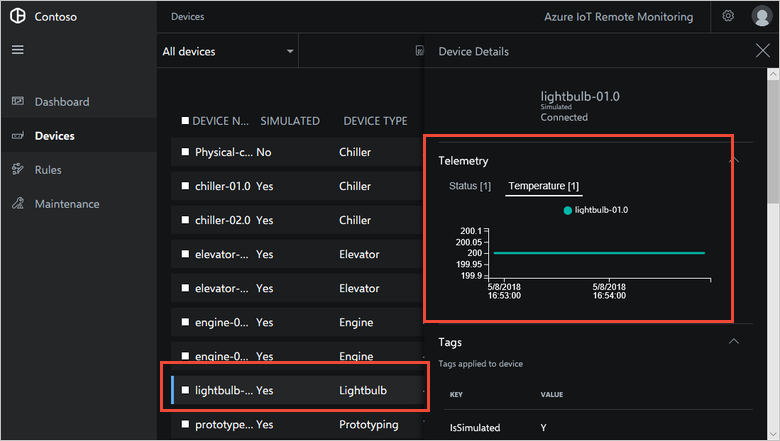 Contoso
Devices
Azure IoT Remote Monitoring
All devices
Device Details
lightbulb-01.0
Simulated
Connected
Dashboard
Devices
Rules
Maintenance
DEVICE N... SIMULATED DEVICE TYPE
Physical-c... No Chiller
chiller-01.0 Yes Chiller
chiller-02.0 Yes Chiller
elevator-... Yes Elevator
elevator-... Yes Elevator
engine-0... Yes Engine
engine-0... Yes Engine
lightbulb-... Yes Lightbulb
prototype... Yes Prototyping
Telemetry
Status [1] Temperature [1]
lightbulb-01.0
200.1
200.05
200
199.95
199.9
5/8/2018
16:53:00
5/8/2018
16:54:00
Tags
Tags applied to device
KEY VALUE
IsSimulated Y